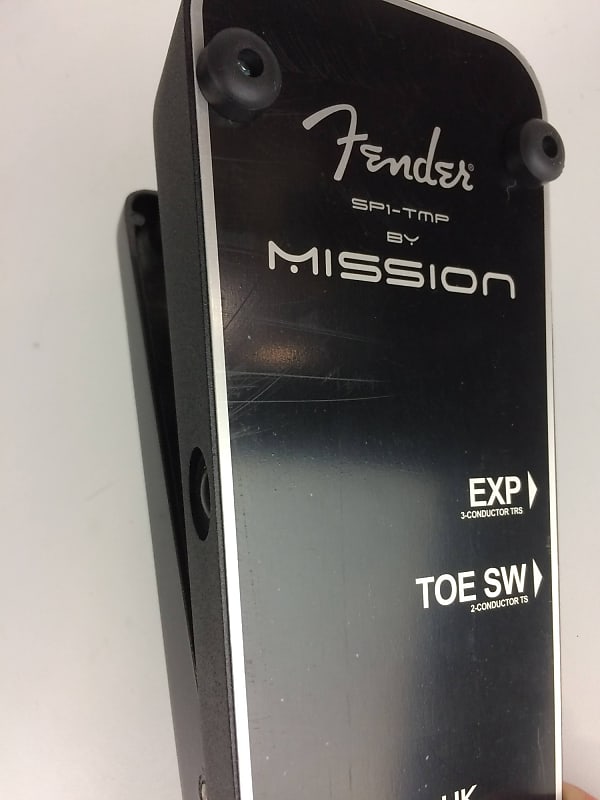 Fender®
SP1-TMP
BY
MISSION
EXP
3-CONDUCTOR TRS
TOE SW
2-CONDUCTOR TS